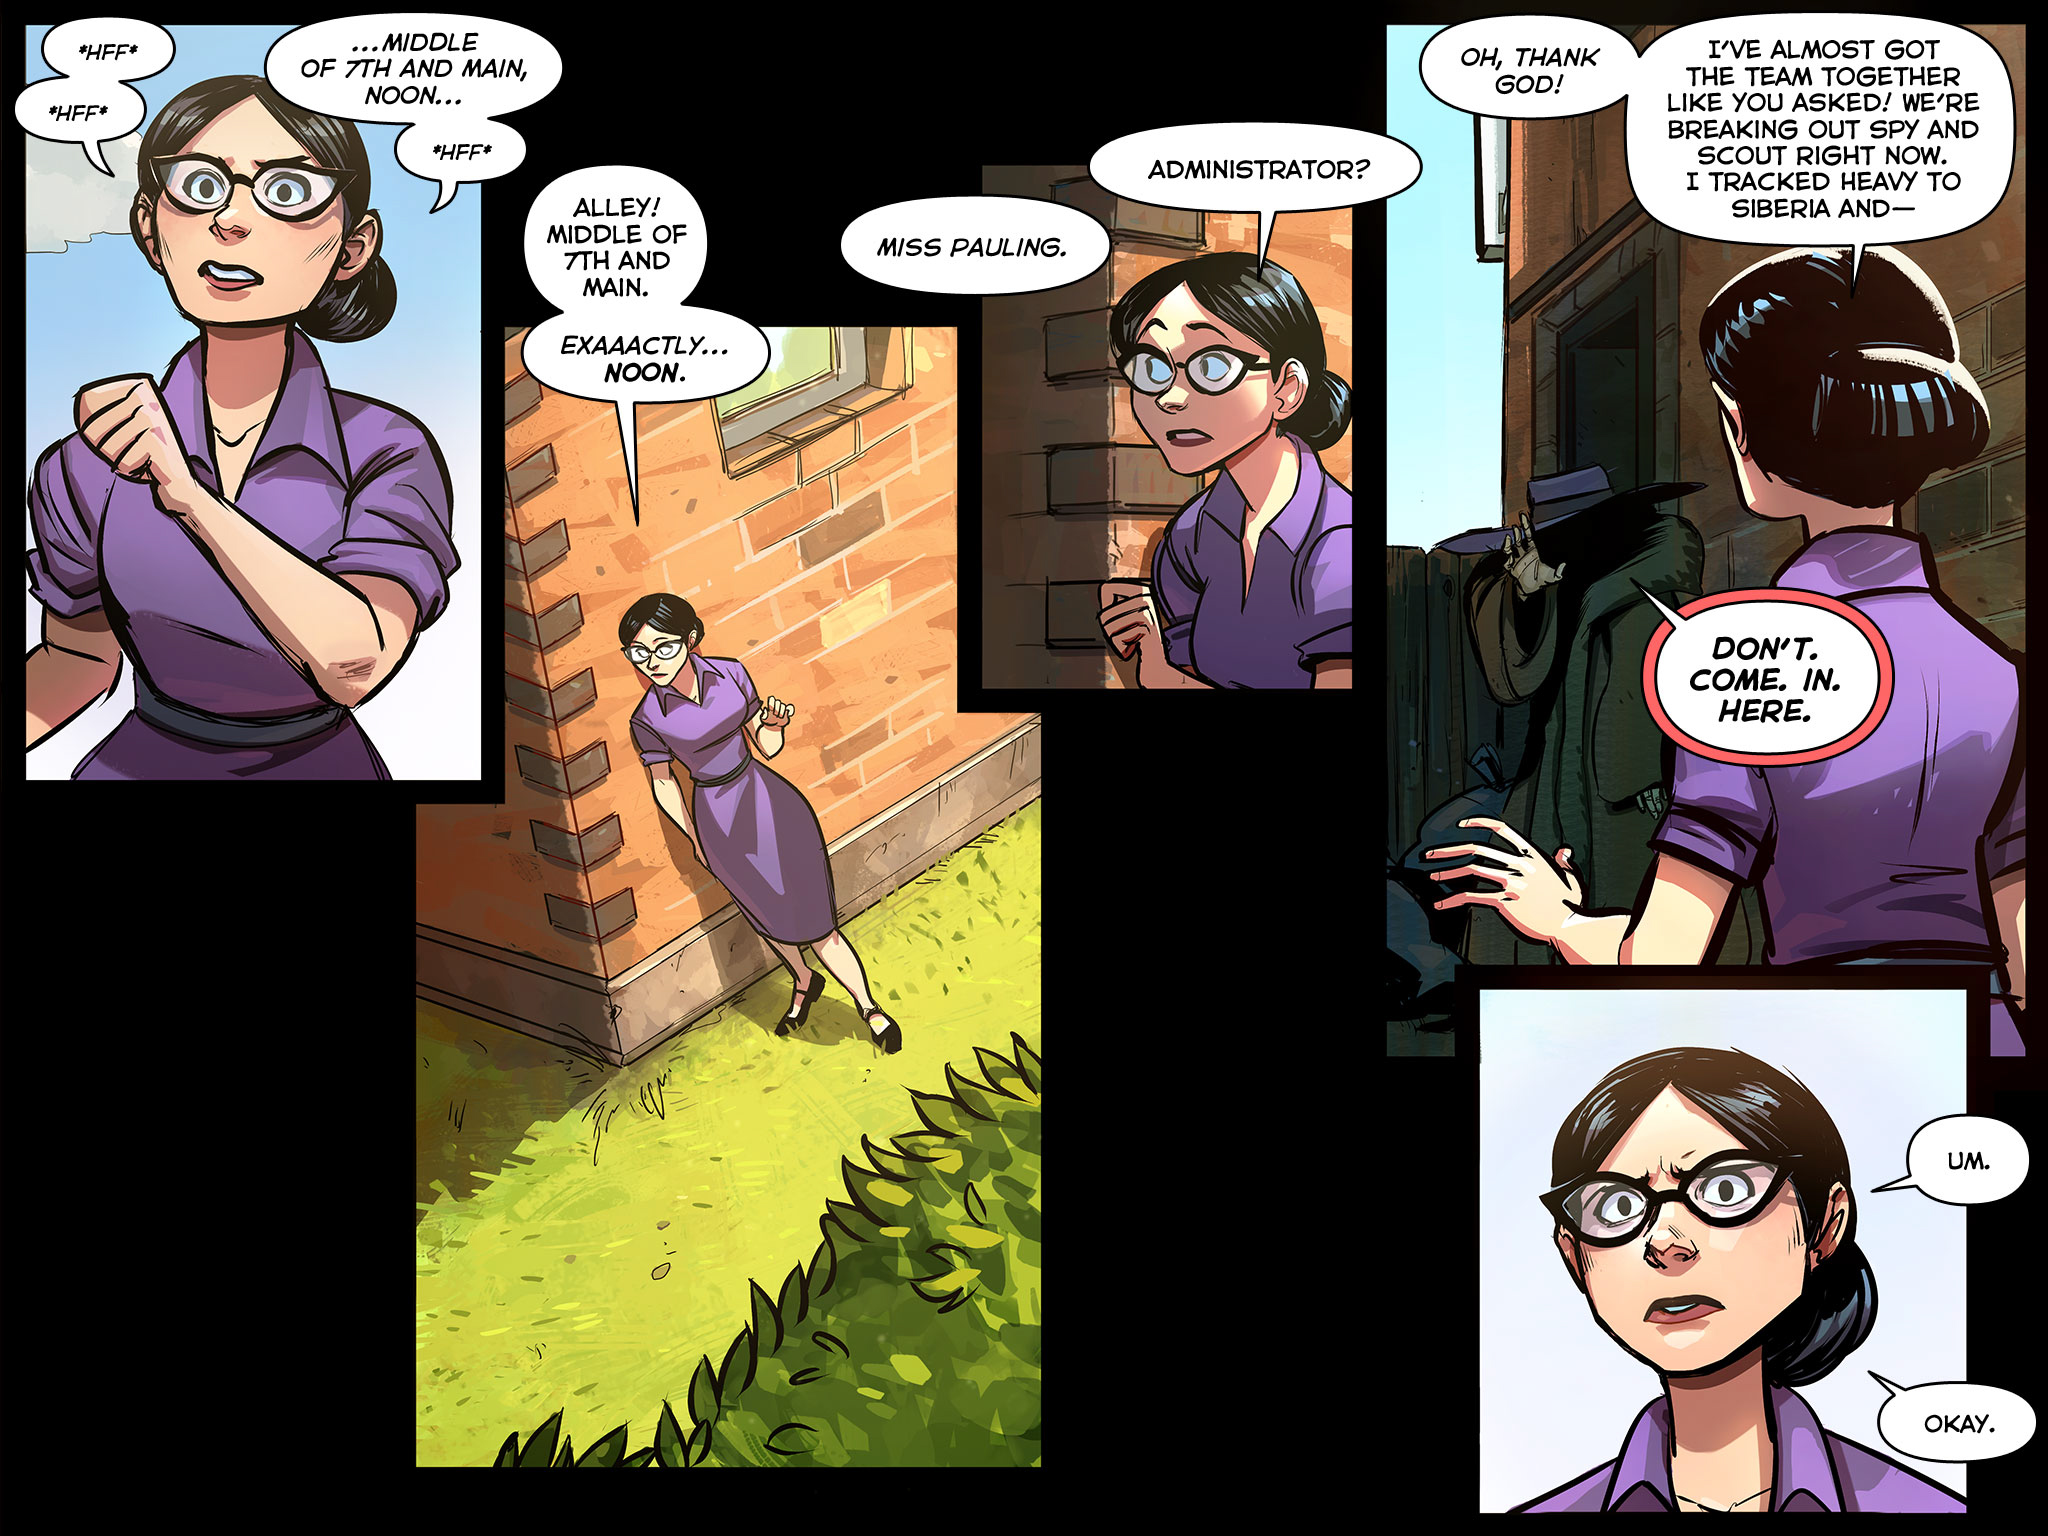 *HFF*
*HFF*
...MIDDLE
OF 7TH AND MAIN,
NOON...
*HFF*
ALLEY!
MIDDLE OF
7TH AND
MAIN.
EXAAACTLY...
NOON.
MISS PAULING.
ADMINISTRATOR?
OH, THANK
GOD!
I'VE ALMOST GOT
THE TEAM TOGETHER
LIKE YOU ASKED! WE'RE
BREAKING OUT SPY AND
SCOUT RIGHT NOW.
I TRACKED HEAVY TO
SIBERIA AND—
DON'T.
COME. IN.
HERE.
UM.
OKAY.